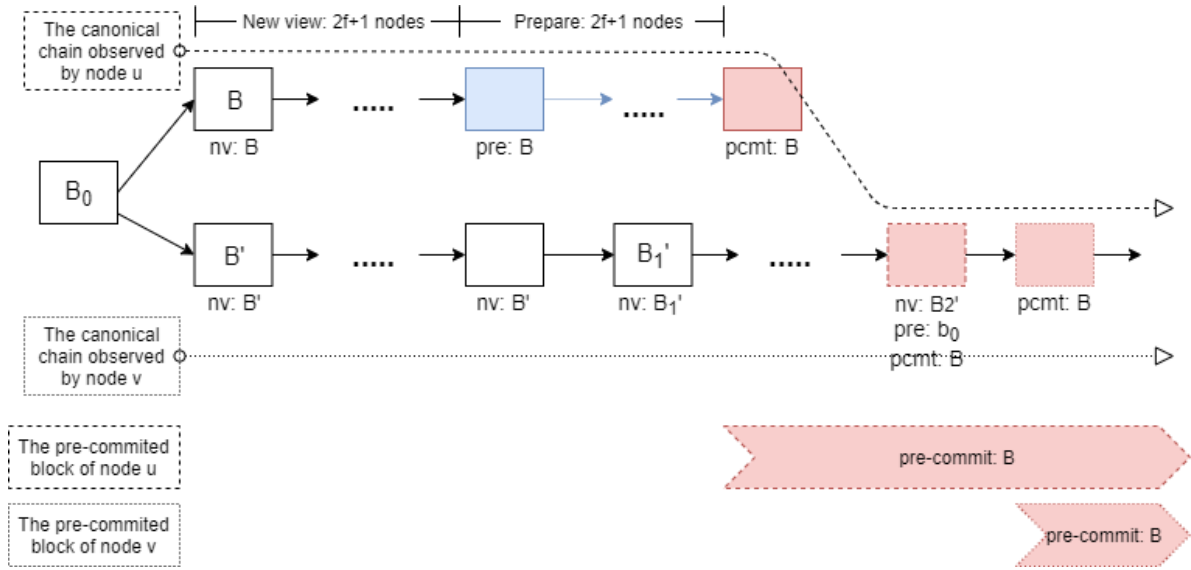 The canonical
chain observed
by node u
New view: 2f+1 nodes
Prepare: 2f+1 nodes
B
.....
.....
nv: B
pre: B
pcmt: B
B₀
B'
.....
B₁'
.....
nv: B'
nv: B'
nv: B₁'
nv: B2'
pre: b₀
pcmt: B
pcmt: B
The canonical
chain observed
by node v
The pre-commited
block of node u
pre-commit: B
The pre-commited
block of node v
pre-commit: B